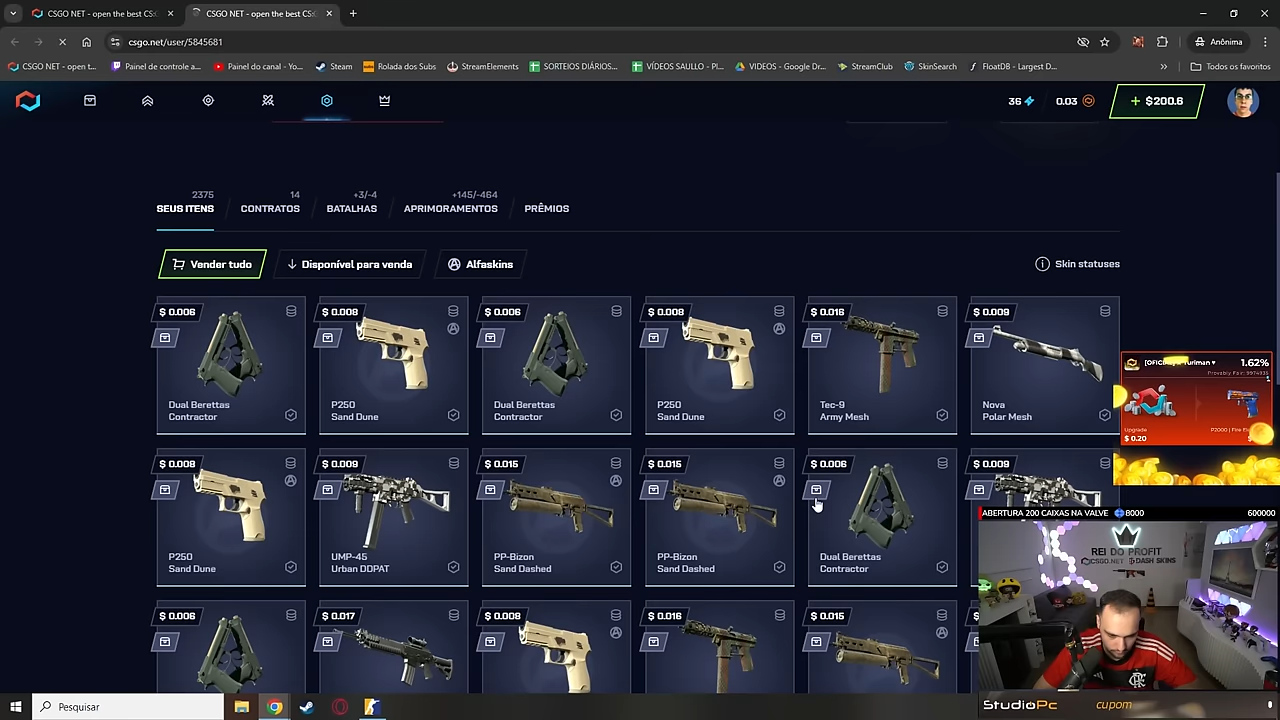 CSGO NET - open the best CS:G
CSGO NET - open the best CS:G
csgo.net/user/5845681
Anônima
CSGO NET - open t...
Painel de controle a...
Painel do canal - Yo...
Steam
Rolada dos Subs
StreamElements
SORTEIOS DIÁRIOS...
VÍDEOS SAULLO - Pl...
VIDEOS - Google Dr...
StreamClub
SkinSearch
FloatDB - Largest D...
Todos os favoritos
36
0.03
+ $200.6
2375
14
+3/-4
+145/-464
SEUS ITENS
CONTRATOS
BATALHAS
APRIMORAMENTOS
PRÊMIOS
Vender tudo
Disponível para venda
Alfaskins
Skin statuses
$ 0.006
$ 0.008
$ 0.006
$ 0.008
$ 0.016
$ 0.009
Dual Berettas
Contractor
P250
Sand Dune
Dual Berettas
Contractor
P250
Sand Dune
Tec-9
Army Mesh
Nova
Polar Mesh
1.62%
Upgrade
$ 0.20
$ 0.008
$ 0.009
$ 0.015
$ 0.015
$ 0.006
$ 0.009
P250
Sand Dune
UMP-45
Urban DDPAT
PP-Bizon
Sand Dashed
PP-Bizon
Sand Dashed
Dual Berettas
Contractor
ABERTURA 200 CAIXAS NA VALVE
8000
600000
REI DO PROFIT
CSGO.NET
DASH SKINS
$ 0.006
$ 0.017
$ 0.008
$ 0.016
$ 0.015
StudioPc
cupom
Pesquisar